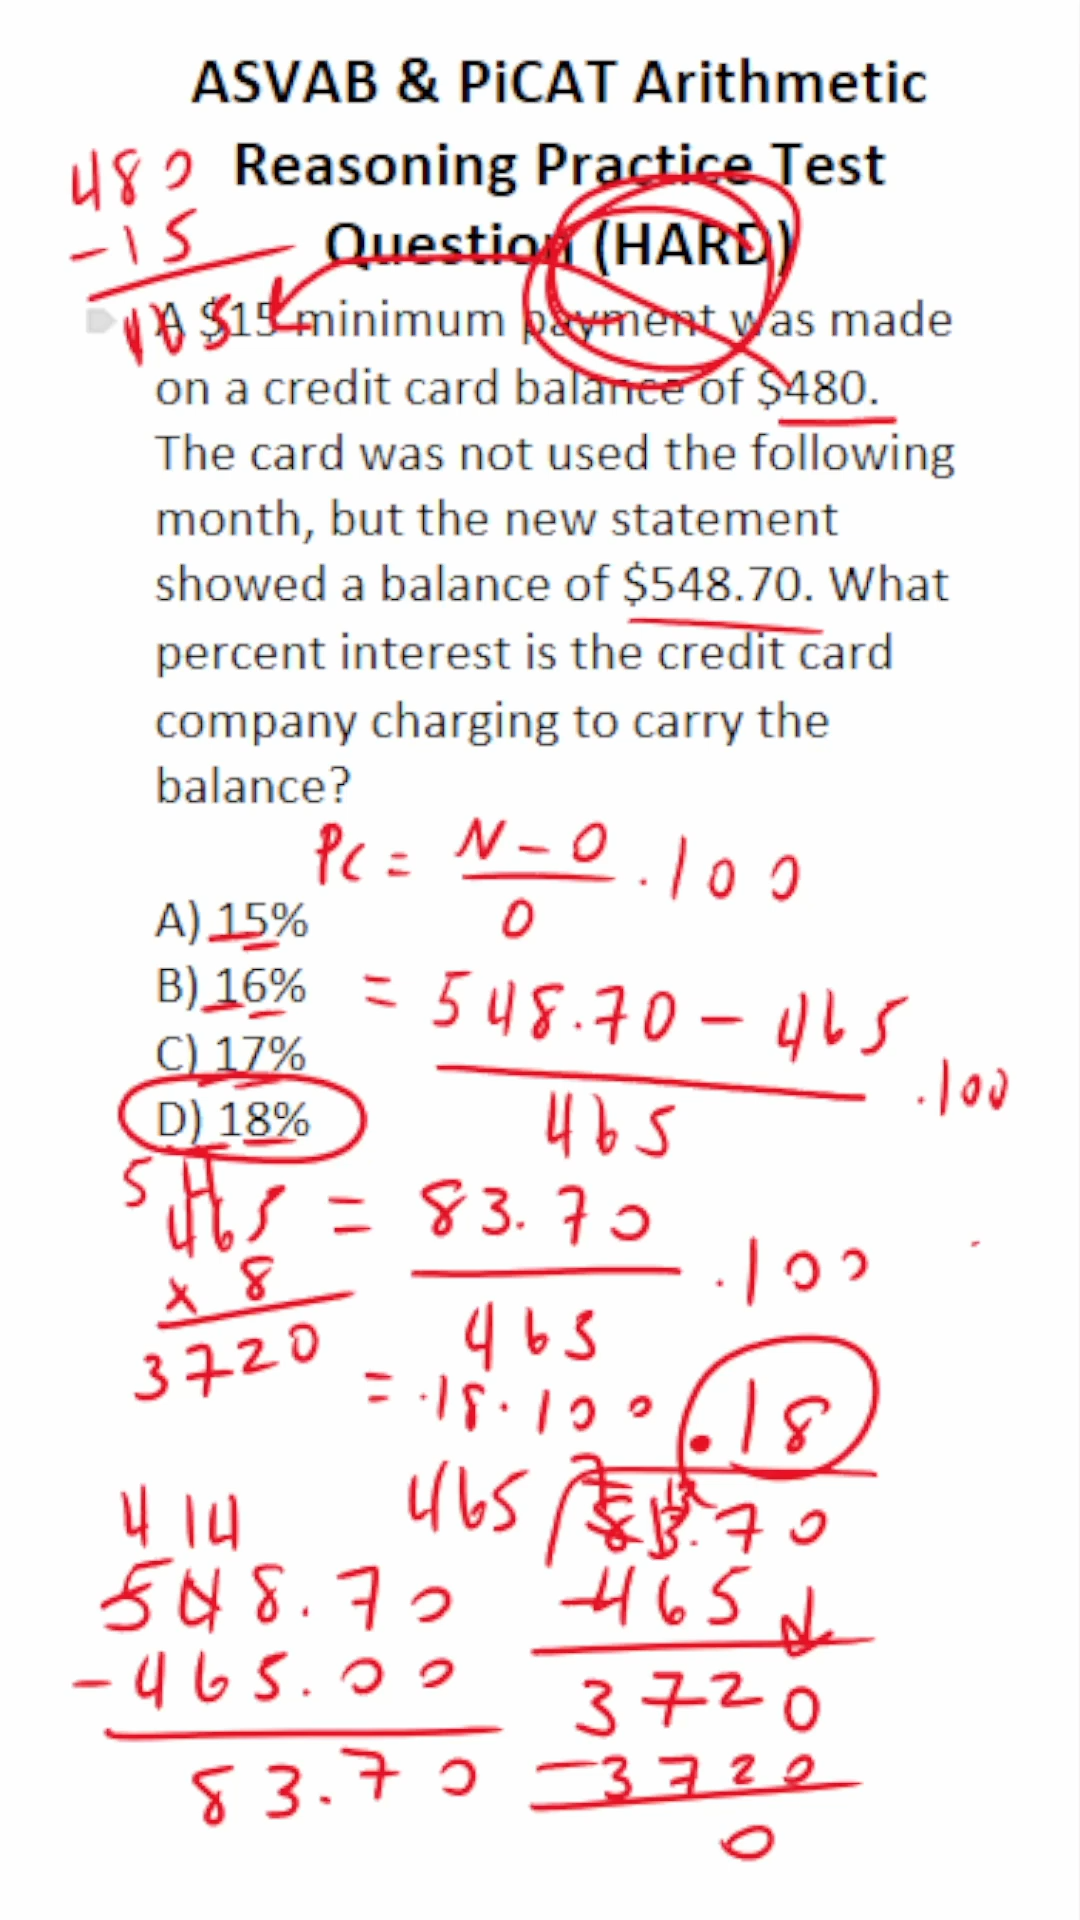 ASVAB & PiCAT Arithmetic
Reasoning Practice Test
Question (HARD)
480
-15
465
A $15 minimum payment was made
on a credit card balance of $480.
The card was not used the following
month, but the new statement
showed a balance of $548.70. What
percent interest is the credit card
company charging to carry the
balance?
PC = N-O / O . 100
A) 15%
B) 16%
= 548.70 - 465 / 465 . 100
C) 17%
D) 18%
5 4
465
x 8
3720
= 83.70 / 465 . 100
= .18 . 100
.18
465 83.70
-465
3720
-3720
0
4 14
548.70
-465.00
83.70